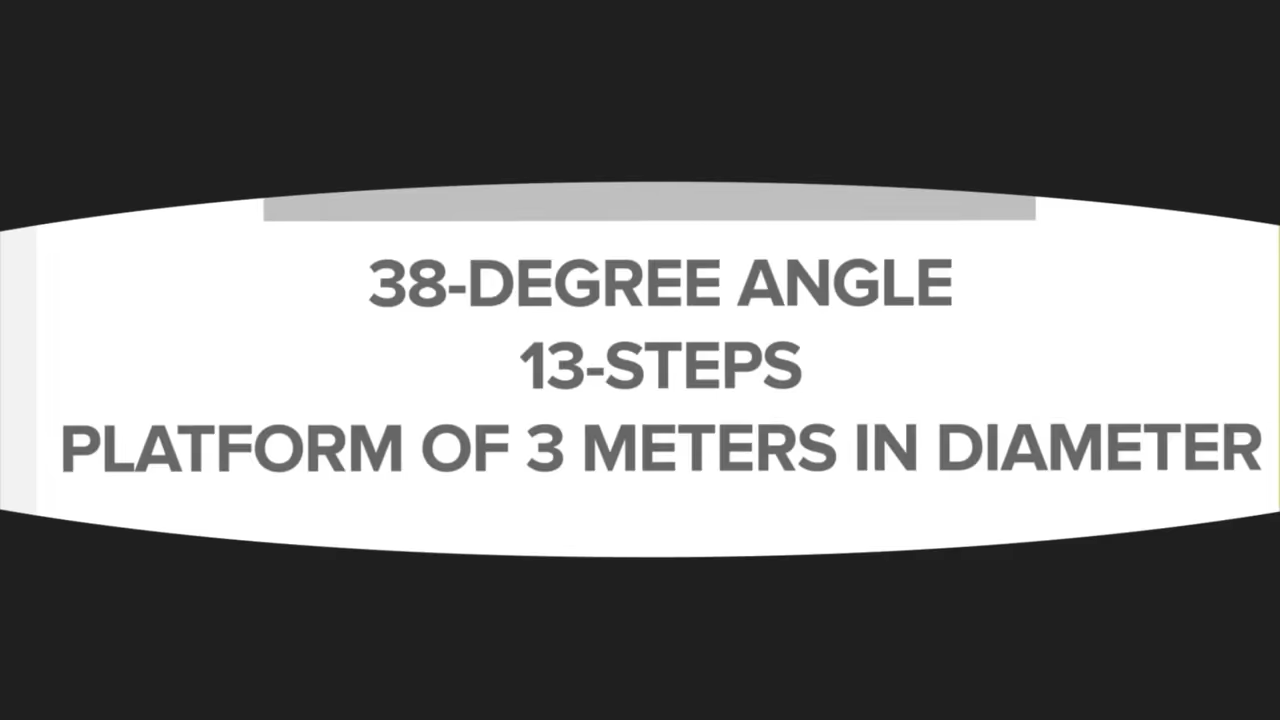 38-DEGREE ANGLE
13-STEPS
PLATFORM OF 3 METERS IN DIAMETER